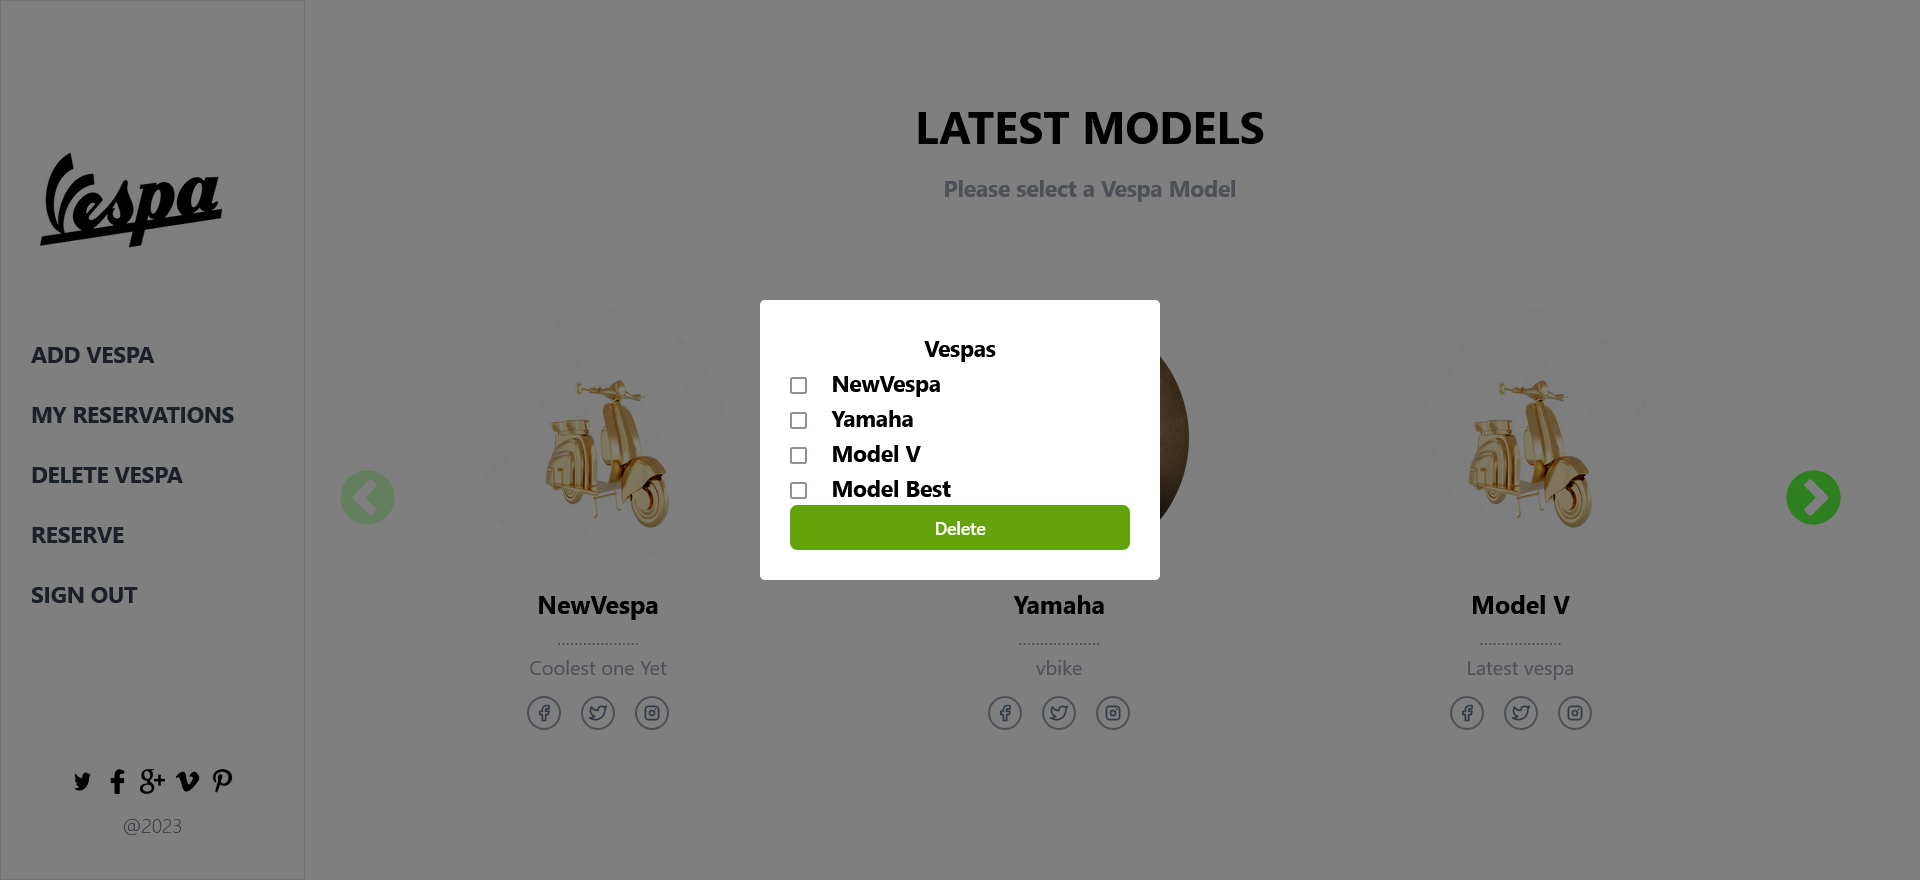 Vespa
ADD VESPA
MY RESERVATIONS
DELETE VESPA
RESERVE
SIGN OUT
@2023
LATEST MODELS
Please select a Vespa Model
Vespas
NewVespa
Yamaha
Model V
Model Best
Delete
NewVespa
Coolest one Yet
Yamaha
vbike
Model V
Latest vespa